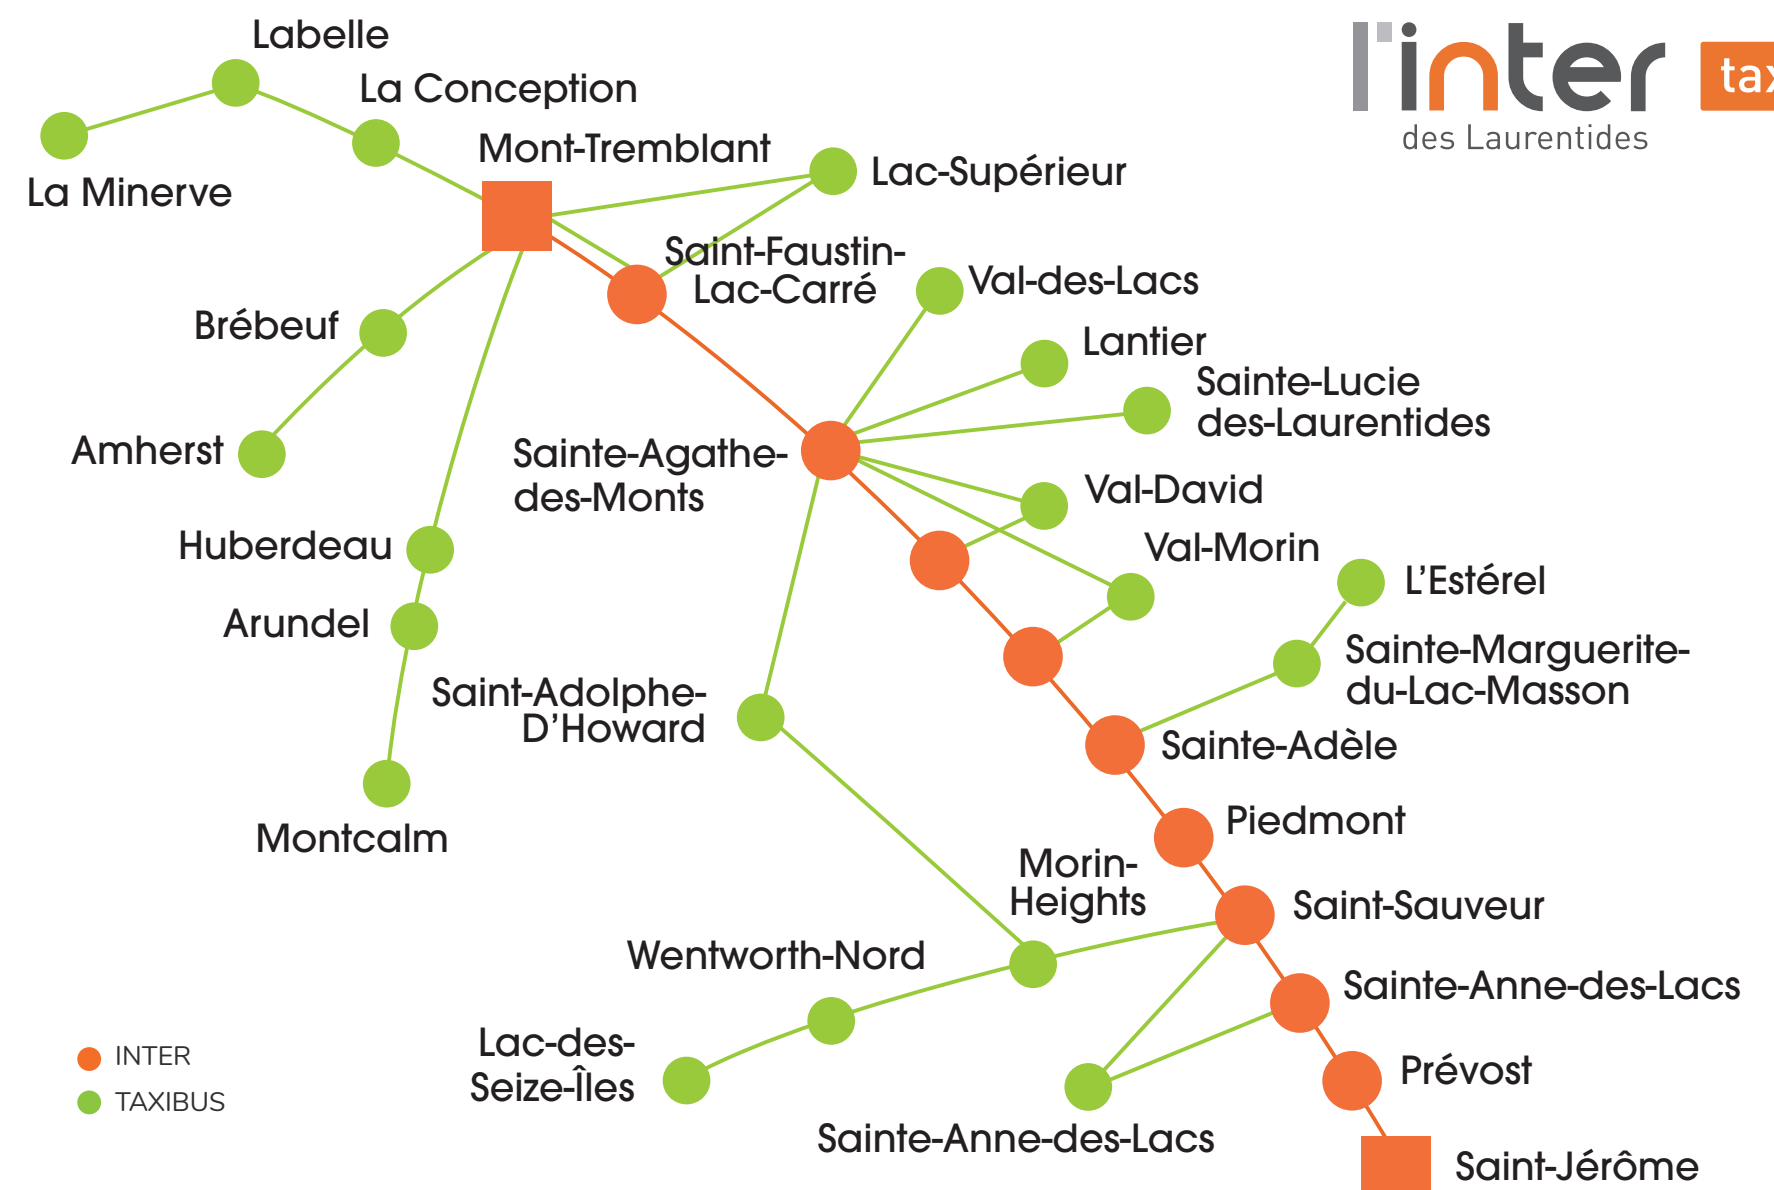 Labelle
La Conception
l'inter
tax
des Laurentides
Mont-Tremblant
Lac-Supérieur
La Minerve
Saint-Faustin-
Lac-Carré
Val-des-Lacs
Brébeuf
Lantier
Sainte-Lucie
des-Laurentides
Amherst
Sainte-Agathe-
des-Monts
Val-David
Huberdeau
Val-Morin
L'Estérel
Arundel
Sainte-Marguerite-
du-Lac-Masson
Saint-Adolphe-
D'Howard
Sainte-Adèle
Montcalm
Piedmont
Morin-
Heights
Saint-Sauveur
Wentworth-Nord
Sainte-Anne-des-Lacs
Lac-des-
Seize-Îles
INTER
TAXIBUS
Prévost
Sainte-Anne-des-Lacs
Saint-Jérôme